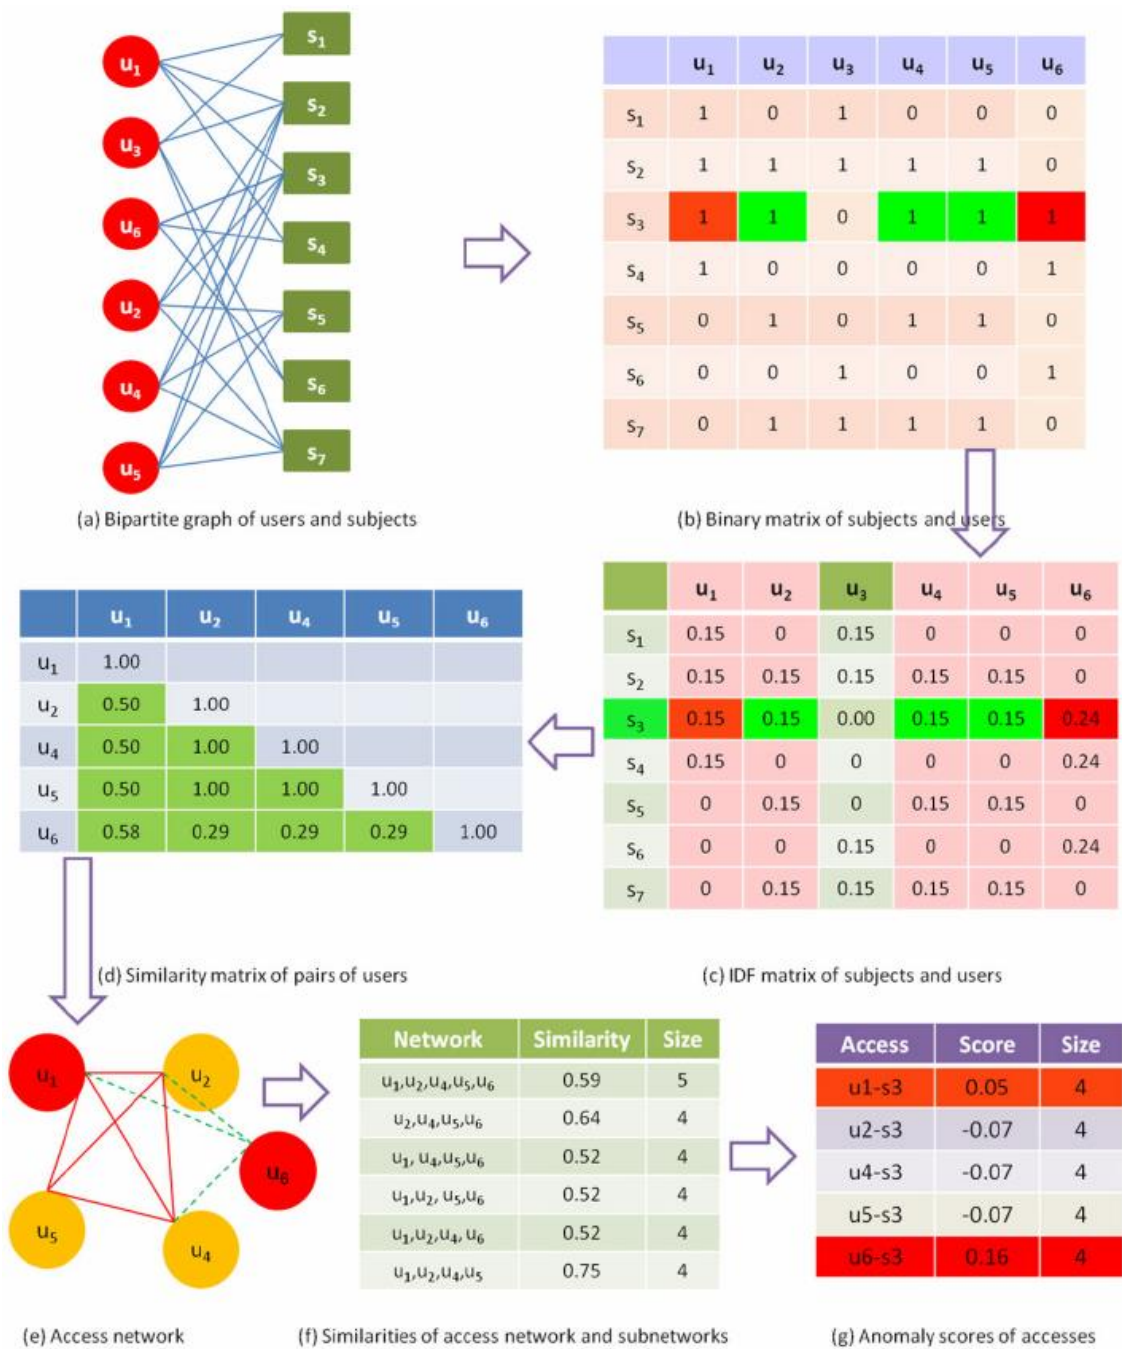 u1
u3
u6
u2
u4
u5
s1
s2
s3
s4
s5
s6
s7
(a) Bipartite graph of users and subjects
u1 u2 u3 u4 u5 u6
s1 1 0 1 0 0 0
s2 1 1 1 1 1 0
s3 1 1 0 1 1 1
s4 1 0 0 0 0 1
s5 0 1 0 1 1 0
s6 0 0 1 0 0 1
s7 0 1 1 1 1 0
(b) Binary matrix of subjects and users
u1 u2 u4 u5 u6
u1 1.00
u2 0.50 1.00
u4 0.50 1.00 1.00
u5 0.50 1.00 1.00 1.00
u6 0.58 0.29 0.29 0.29 1.00
(d) Similarity matrix of pairs of users
u1 u2 u3 u4 u5 u6
s1 0.15 0 0.15 0 0 0
s2 0.15 0.15 0.15 0.15 0.15 0
s3 0.15 0.15 0.00 0.15 0.15 0.24
s4 0.15 0 0 0 0 0.24
s5 0 0.15 0 0.15 0.15 0
s6 0 0 0.15 0 0 0.24
s7 0 0.15 0.15 0.15 0.15 0
(c) IDF matrix of subjects and users
u1
u2
u6
u5
u4
(e) Access network
Network Similarity Size
u1,u2,u4,u5,u6 0.59 5
u2,u4,u5,u6 0.64 4
u1, u4,u5,u6 0.52 4
u1,u2, u5,u6 0.52 4
u1,u2,u4, u6 0.52 4
u1,u2,u4,u5 0.75 4
(f) Similarities of access network and subnetworks
Access Score Size
u1-s3 0.05 4
u2-s3 -0.07 4
u4-s3 -0.07 4
u5-s3 -0.07 4
u6-s3 0.16 4
(g) Anomaly scores of accesses